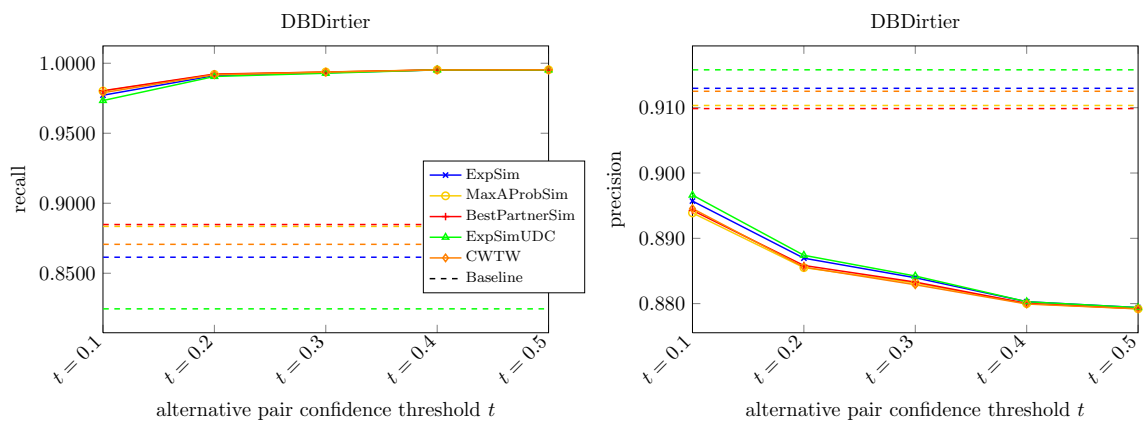 DBDirtier
1.0000
0.9500
0.9000
0.8500
recall
t = 0.1
t = 0.2
t = 0.3
t = 0.4
t = 0.5
alternative pair confidence threshold t
ExpSim
MaxAProbSim
BestPartnerSim
ExpSimUDC
CWTW
Baseline
DBDirtier
0.910
0.900
0.890
0.880
precision
t = 0.1
t = 0.2
t = 0.3
t = 0.4
t = 0.5
alternative pair confidence threshold t